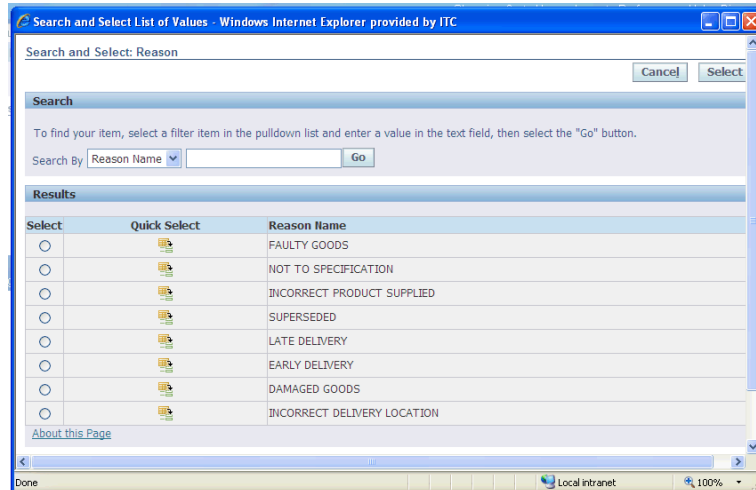 Search and Select List of Values - Windows Internet Explorer provided by ITC
Search and Select: Reason
Cancel Select
Search
To find your item, select a filter item in the pulldown list and enter a value in the text field, then select the "Go" button.
Search By Reason Name Go
Results
Select Quick Select Reason Name
FAULTY GOODS
NOT TO SPECIFICATION
INCORRECT PRODUCT SUPPLIED
SUPERSEDED
LATE DELIVERY
EARLY DELIVERY
DAMAGED GOODS
INCORRECT DELIVERY LOCATION
About this Page
Done Local intranet 100%